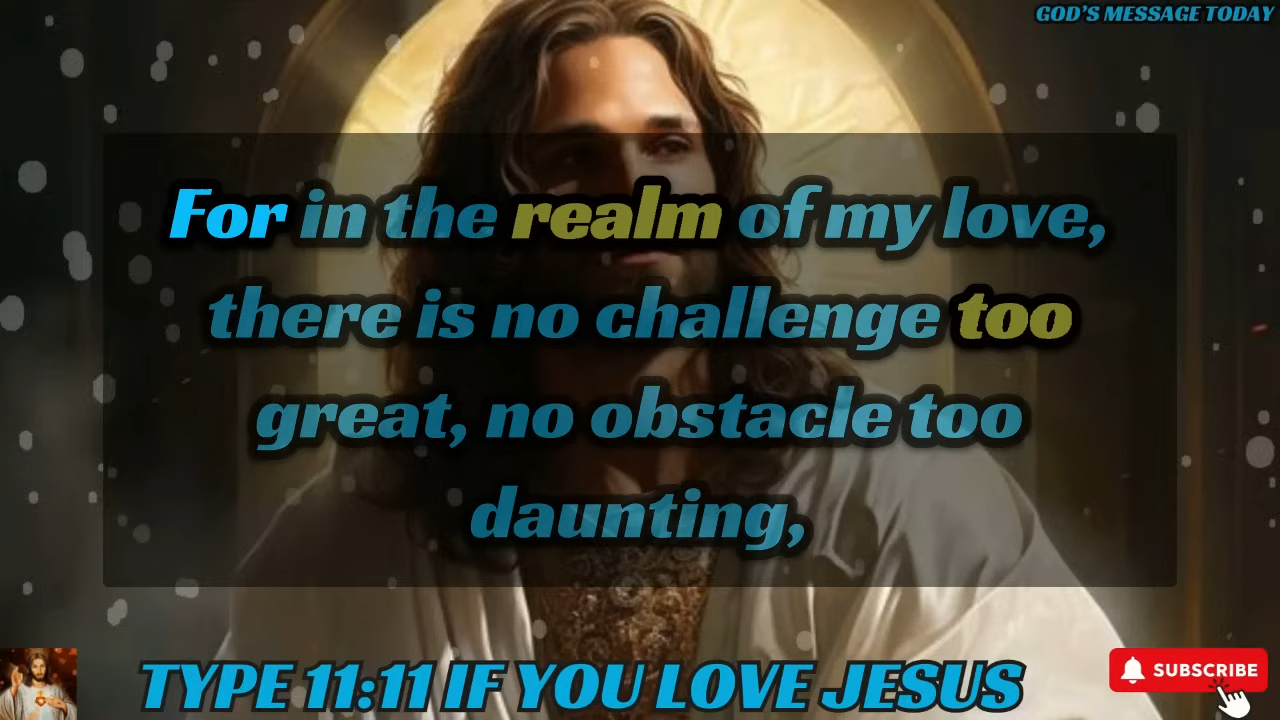 GOD'S MESSAGE TODAY
For in the realm of my love,
there is no challenge too
great, no obstacle too
daunting,
TYPE 11:11 IF YOU LOVE JESUS
SUBSCRIBE